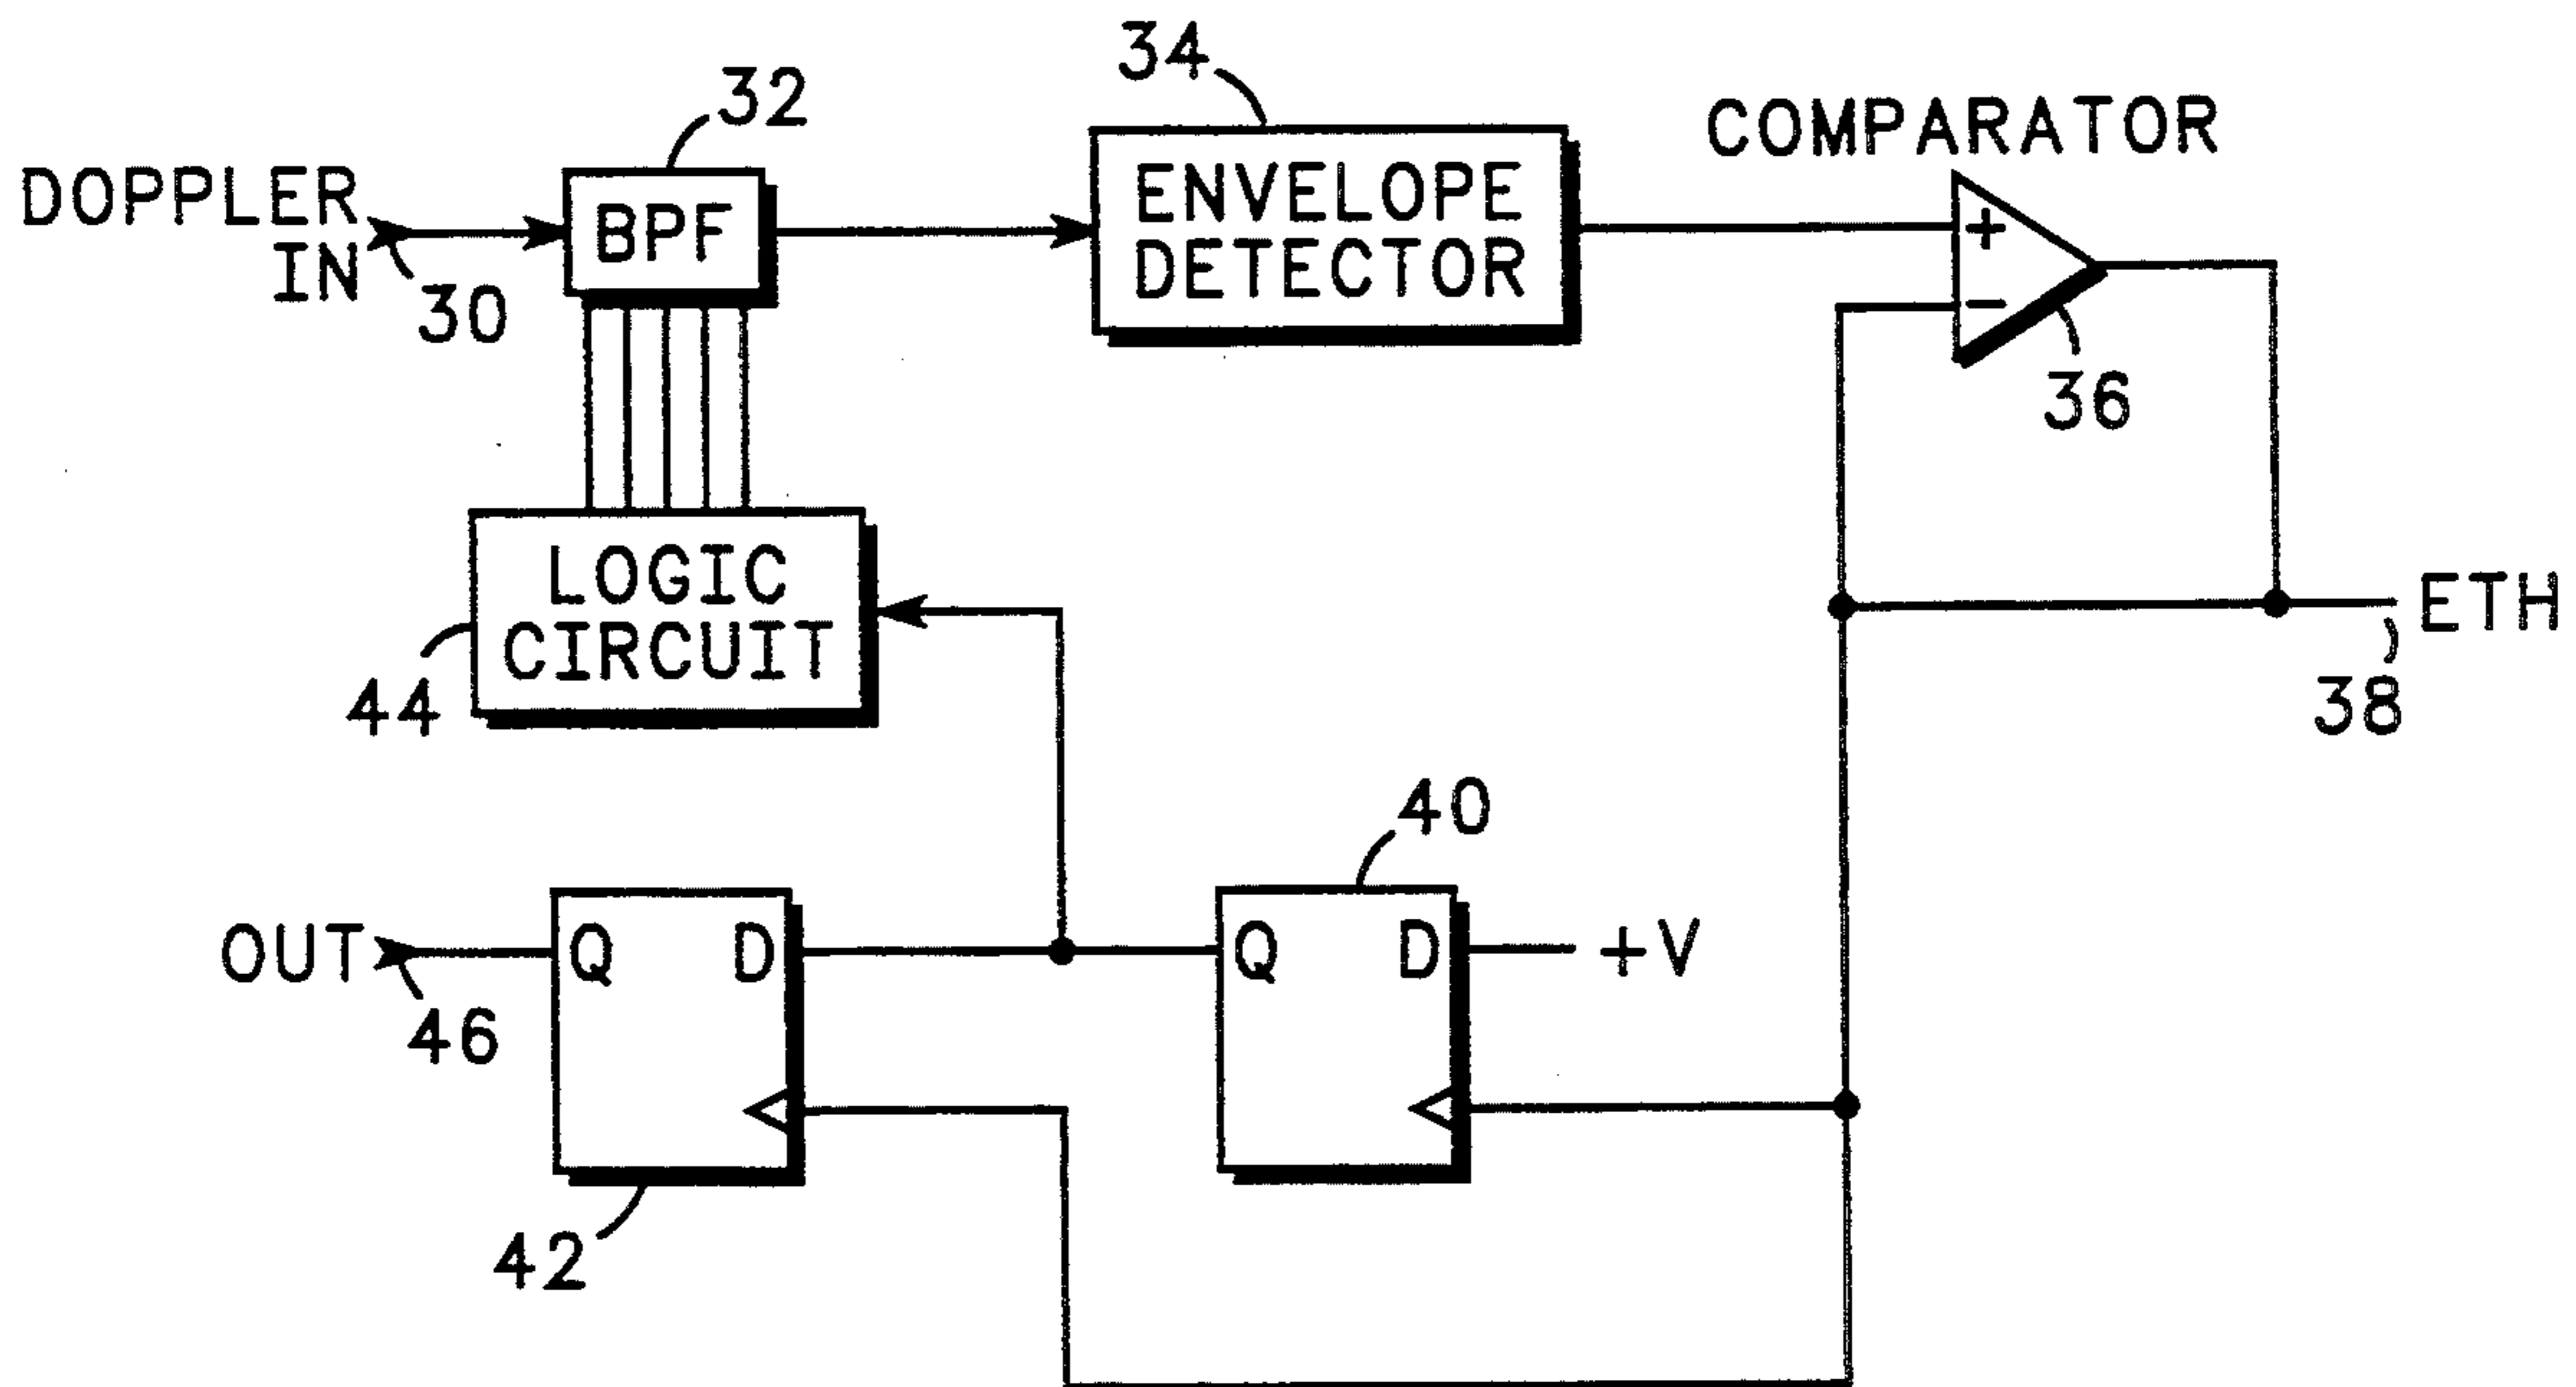 34
32
COMPARATOR
DOPPLER
IN
BPF
ENVELOPE
DETECTOR
+
−
30
36
LOGIC
CIRCUIT
ETH
44
38
40
OUT
Q D
Q D
+V
46
42